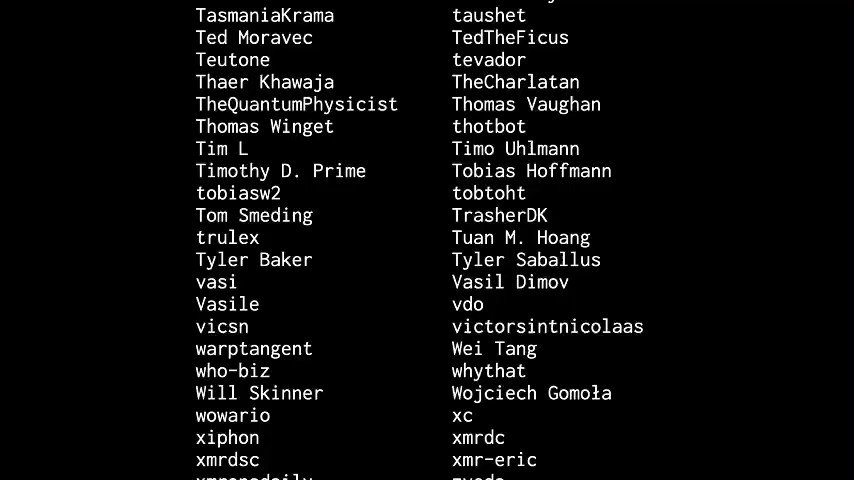 TasmaniaKrama taushet
Ted Moravec TedTheFicus
Teutone tevador
Thaer Khawaja TheCharlatan
TheQuantumPhysicist Thomas Vaughan
Thomas Winget thotbot
Tim L Timo Uhlmann
Timothy D. Prime Tobias Hoffmann
tobiasw2 tobtoht
Tom Smeding TrasherDK
trulex Tuan M. Hoang
Tyler Baker Tyler Saballus
vasi Vasil Dimov
Vasile vdo
vicsn victorsintnicolaas
warptangent Wei Tang
who-biz whythat
Will Skinner Wojciech Gomoła
wowario xc
xiphon xmrdc
xmrdsc xmr-eric